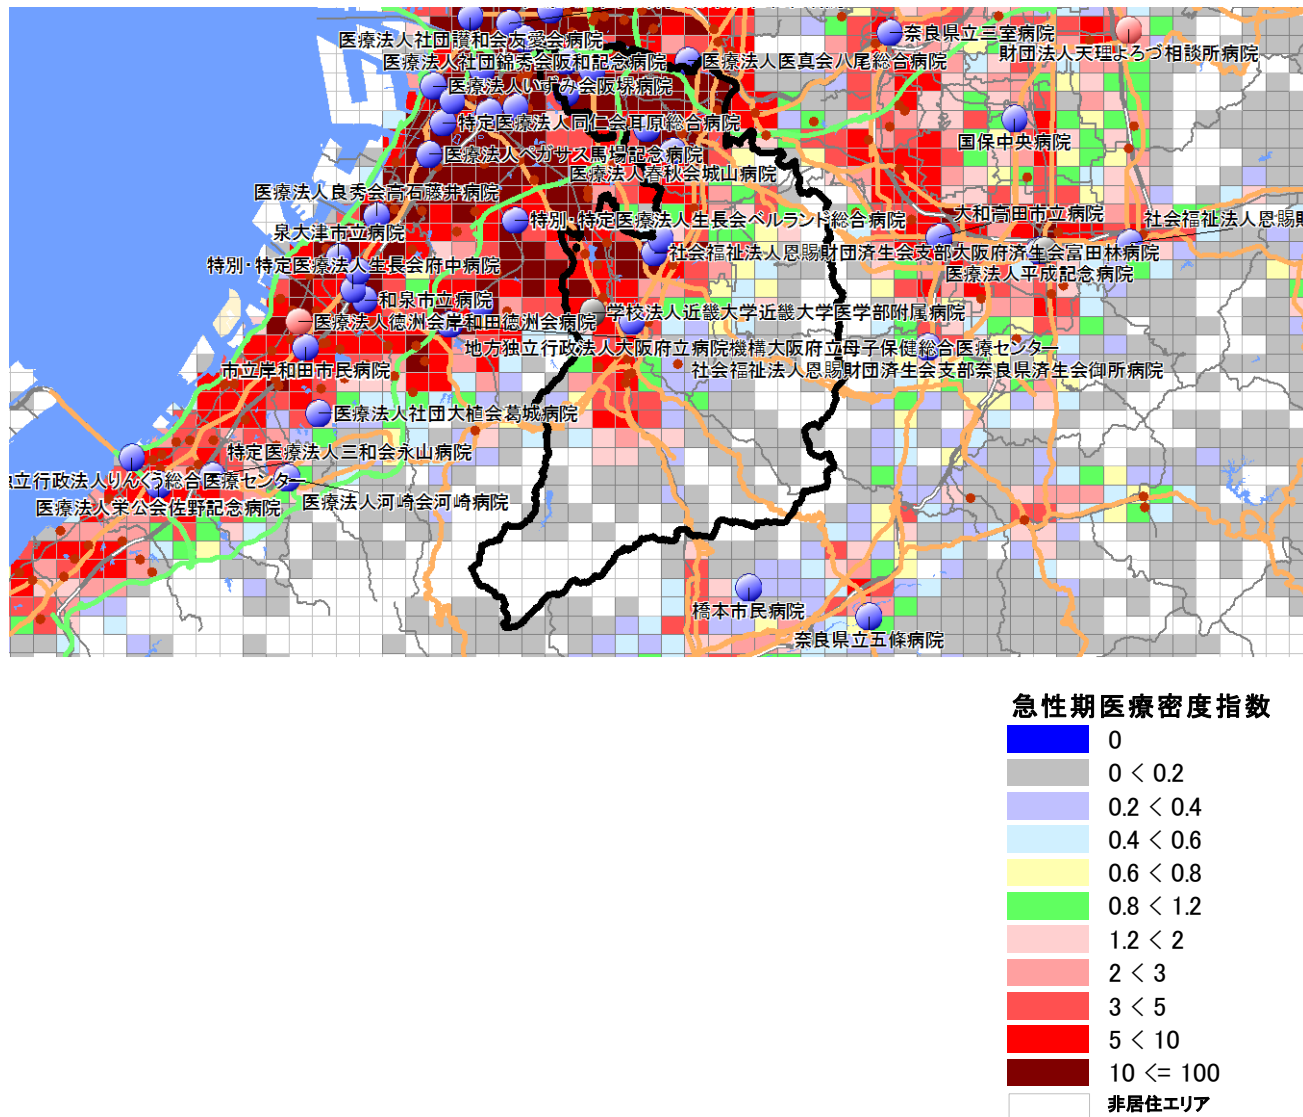 医療法人社団讃和会友愛会病院
奈良県立三室病院
財団法人天理よろづ相談所病院
医療法人社団錦秀会阪和記念病院
医療法人医真会八尾総合病院
医療法人いずみ会阪堺病院
特定医療法人同仁会耳原総合病院
国保中央病院
医療法人ペガサス馬場記念病院
医療法人春秋会城山病院
医療法人良秀会高石藤井病院
特別・特定医療法人生長会ベルランド総合病院
大和高田市立病院
社会福祉法人恩賜
泉大津市立病院
社会福祉法人恩賜財団済生会支部大阪府済生会富田林病院
特別・特定医療法人生長会府中病院
医療法人平成記念病院
和泉市立病院
学校法人近畿大学近畿大学医学部附属病院
医療法人徳洲会岸和田徳洲会病院
地方独立行政法人大阪府立病院機構大阪府立母子保健総合医療センター
市立岸和田市民病院
社会福祉法人恩賜財団済生会支部奈良県済生会御所病院
医療法人社団大植会葛城病院
特定医療法人三和会永山病院
立行政法人りんくう総合医療センター
医療法人河崎会河崎病院
医療法人栄公会佐野記念病院
橋本市民病院
奈良県立五條病院
急性期医療密度指数
0
0 < 0.2
0.2 < 0.4
0.4 < 0.6
0.6 < 0.8
0.8 < 1.2
1.2 < 2
2 < 3
3 < 5
5 < 10
10 <= 100
非居住エリア